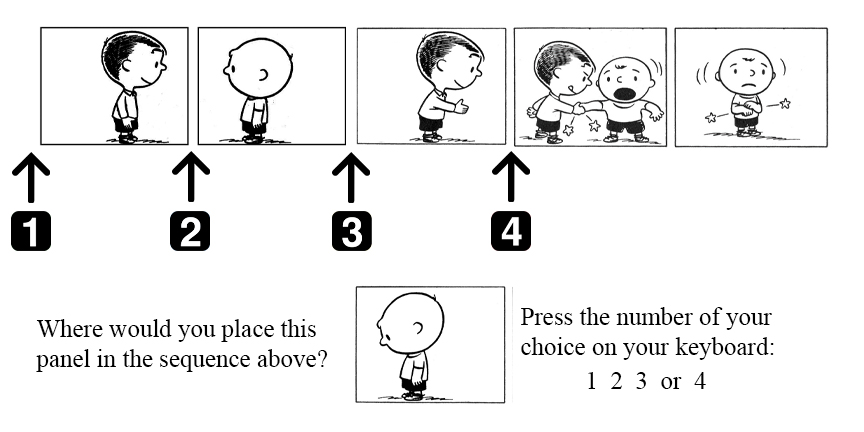 1 2 3 4
Where would you place this
panel in the sequence above?
Press the number of your
choice on your keyboard:
1 2 3 or 4